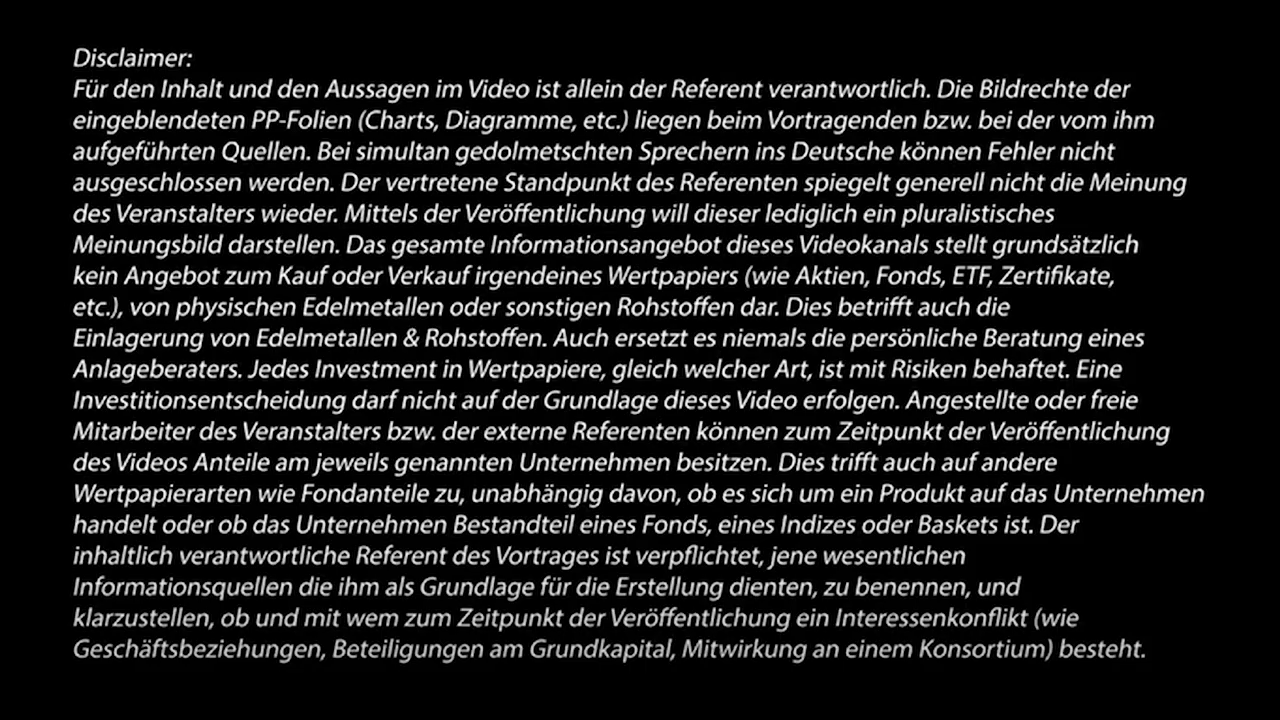 Disclaimer:
Für den Inhalt und den Aussagen im Video ist allein der Referent verantwortlich. Die Bildrechte der
eingeblendeten PP-Folien (Charts, Diagramme, etc.) liegen beim Vortragenden bzw. bei der vom ihm
aufgeführten Quellen. Bei simultan gedolmetschten Sprechern ins Deutsche können Fehler nicht
ausgeschlossen werden. Der vertretene Standpunkt des Referenten spiegelt generell nicht die Meinung
des Veranstalters wieder. Mittels der Veröffentlichung will dieser lediglich ein pluralistisches
Meinungsbild darstellen. Das gesamte Informationsangebot dieses Videokanals stellt grundsätzlich
kein Angebot zum Kauf oder Verkauf irgendeines Wertpapiers (wie Aktien, Fonds, ETF, Zertifikate,
etc.), von physischen Edelmetallen oder sonstigen Rohstoffen dar. Dies betrifft auch die
Einlagerung von Edelmetallen & Rohstoffen. Auch ersetzt es niemals die persönliche Beratung eines
Anlageberaters. Jedes Investment in Wertpapiere, gleich welcher Art, ist mit Risiken behaftet. Eine
Investitionsentscheidung darf nicht auf der Grundlage dieses Video erfolgen. Angestellte oder freie
Mitarbeiter des Veranstalters bzw. der externe Referenten können zum Zeitpunkt der Veröffentlichung
des Videos Anteile am jeweils genannten Unternehmen besitzen. Dies trifft auch auf andere
Wertpapierarten wie Fondanteile zu, unabhängig davon, ob es sich um ein Produkt auf das Unternehmen
handelt oder ob das Unternehmen Bestandteil eines Fonds, eines Indizes oder Baskets ist. Der
inhaltlich verantwortliche Referent des Vortrages ist verpflichtet, jene wesentlichen
Informationsquellen die ihm als Grundlage für die Erstellung dienten, zu benennen, und
klarzustellen, ob und mit wem zum Zeitpunkt der Veröffentlichung ein Interessenkonflikt (wie
Geschäftsbeziehungen, Beteiligungen am Grundkapital, Mitwirkung an einem Konsortium) besteht.